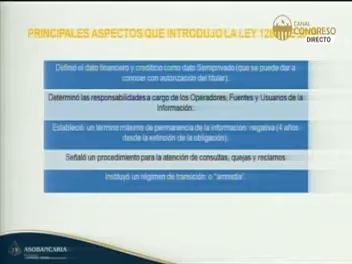 PRINCIPALES ASPECTOS QUE INTRODUJO LA LEY
CANAL
CONGRESO
DIRECTO
Definió el dato financiero y crediticio como dato Semiprivado (que se puede dar a
conocer con autorización del titular).
Determinó las responsabilidades a cargo de los Operadores, Fuentes y Usuarios de la
Información:
Estableció un término máximo de permanencia de la información negativa (4 años
desde la extinción de la obligación).
Señaló un procedimiento para la atención de consultas, quejas y reclamos.
Instituyó un régimen de transición o "amnistía".
ASOBANCARIA